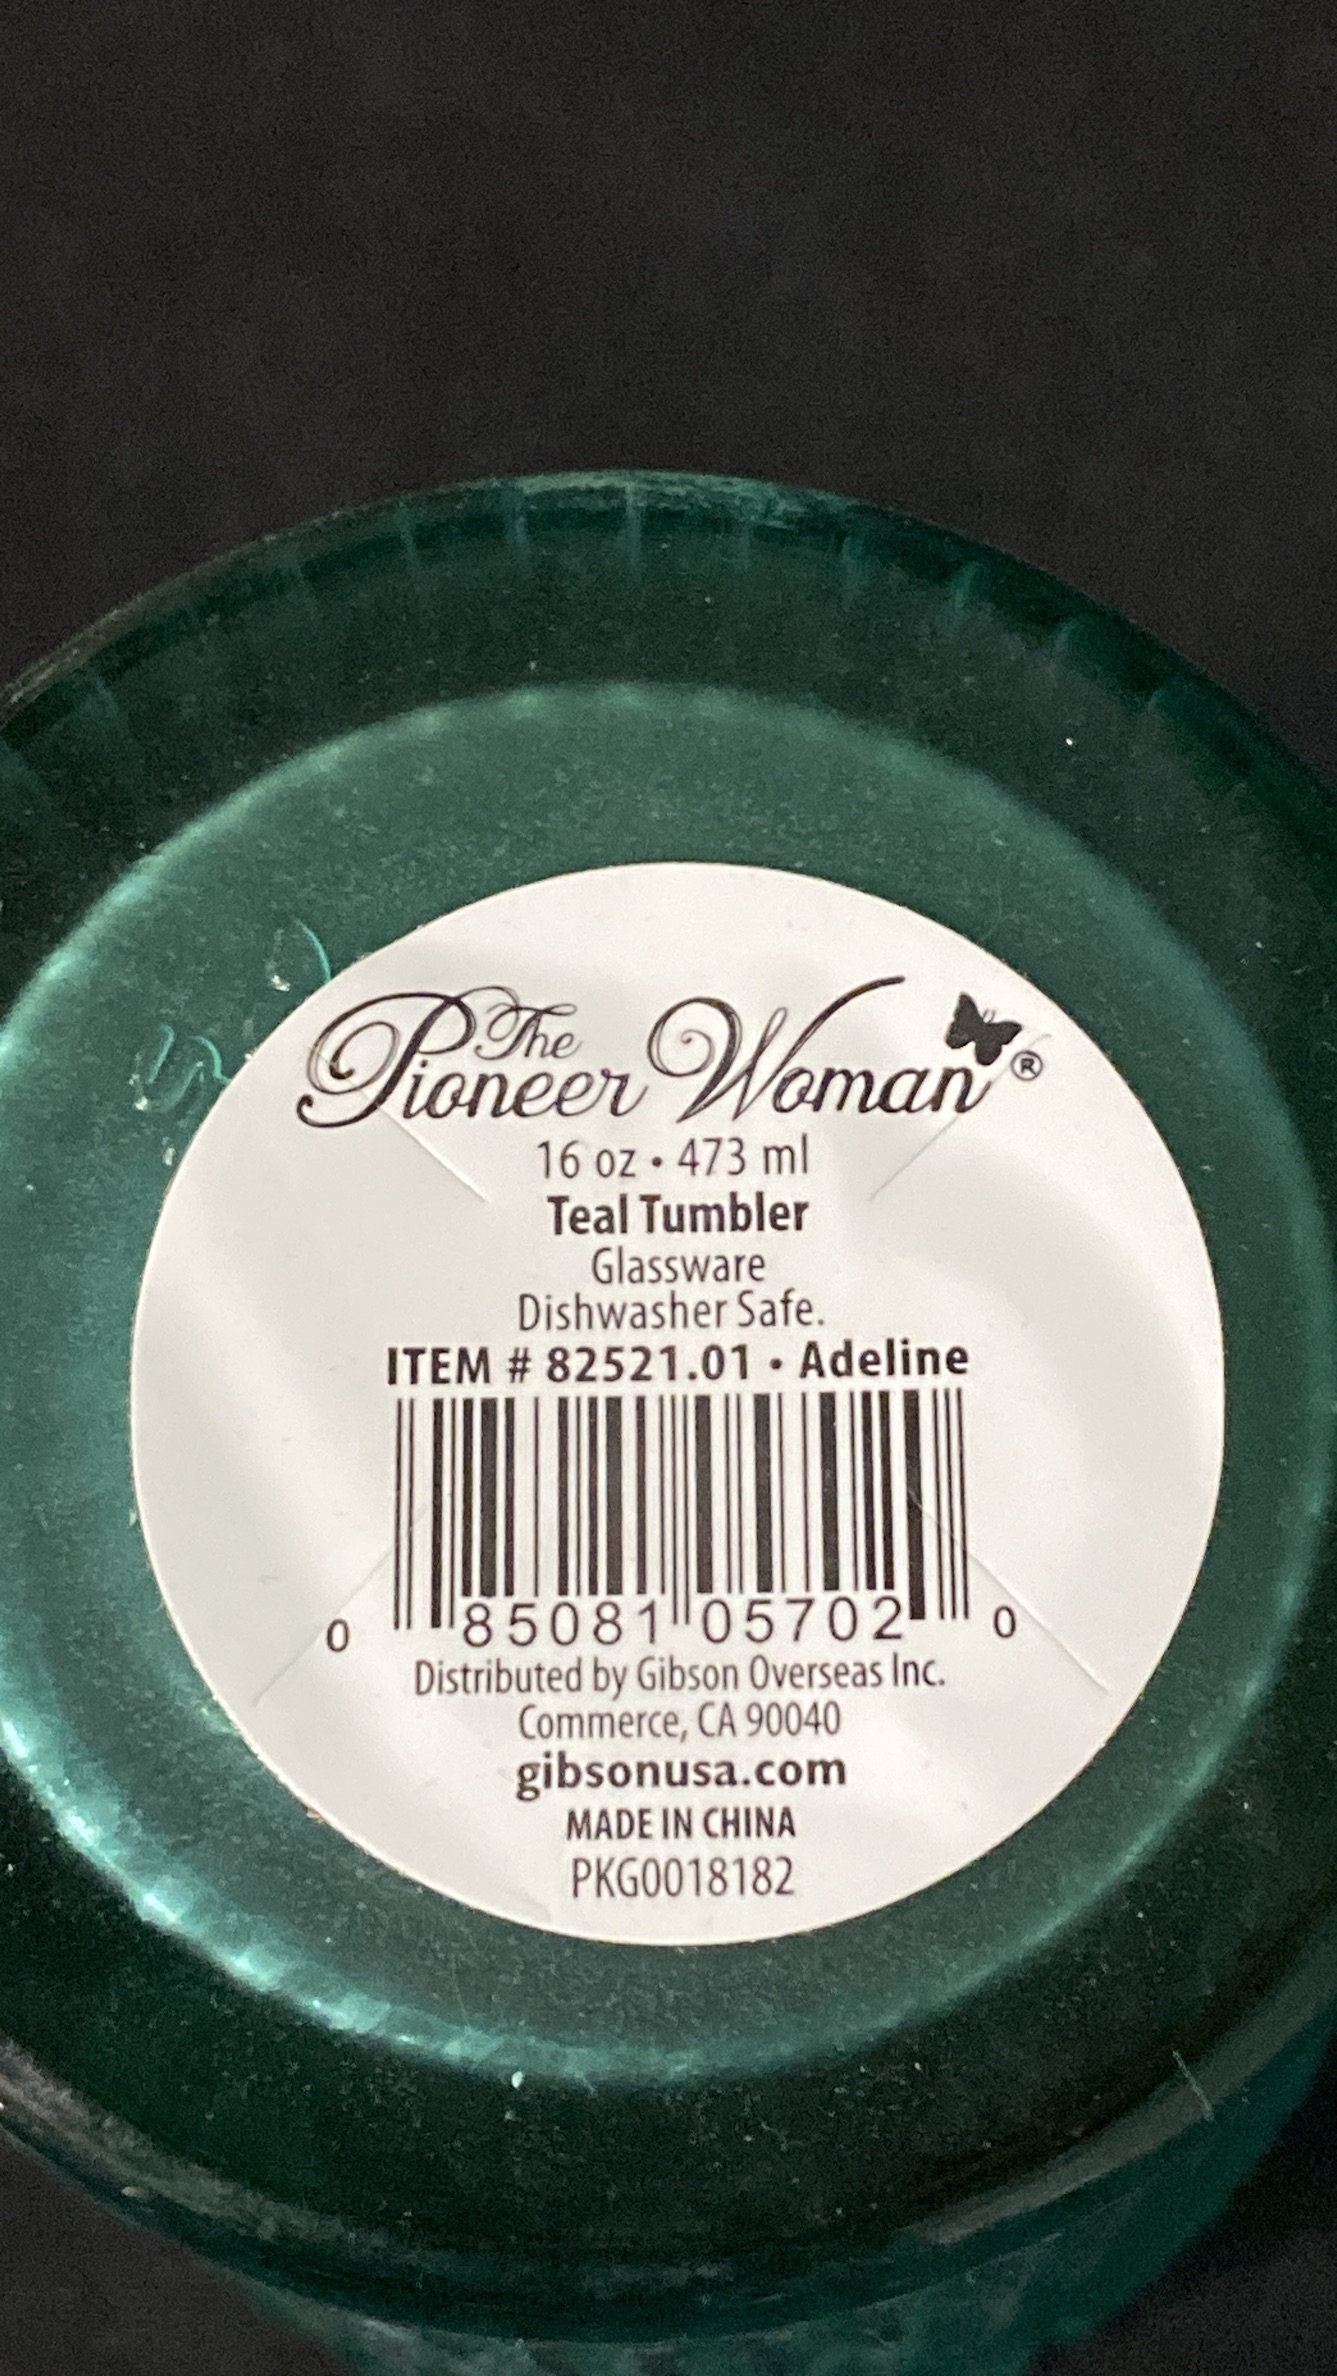 The
Pioneer Woman®
16 oz • 473 ml
Teal Tumbler
Glassware
Dishwasher Safe.
ITEM # 82521.01 • Adeline
0 85081 05702 0
Distributed by Gibson Overseas Inc.
Commerce, CA 90040
gibsonusa.com
MADE IN CHINA
PKG0018182